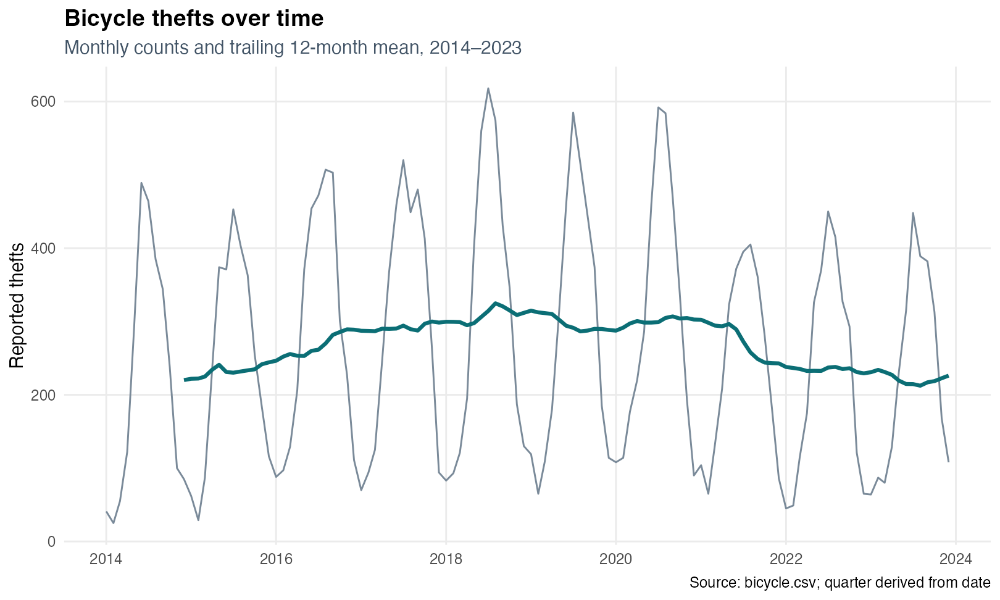 Bicycle thefts over time
Monthly counts and trailing 12-month mean, 2014–2023
Reported thefts
600
400
200
0
2014
2016
2018
2020
2022
2024
Source: bicycle.csv; quarter derived from date